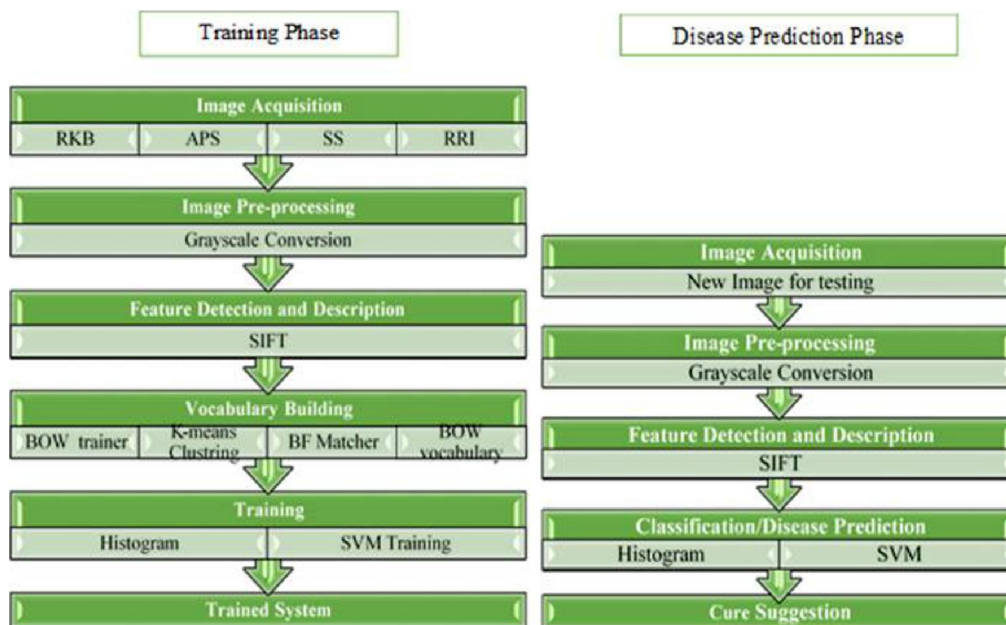 Training Phase
Image Acquisition
RKB APS SS RRI
Image Pre-processing
Grayscale Conversion
Feature Detection and Description
SIFT
Vocabulary Building
BOW trainer K-means Clustring BF Matcher BOW vocabulary
Training
Histogram SVM Training
Trained System
Disease Prediction Phase
Image Acquisition
New Image for testing
Image Pre-processing
Grayscale Conversion
Feature Detection and Description
SIFT
Classification/Disease Prediction
Histogram SVM
Cure Suggestion